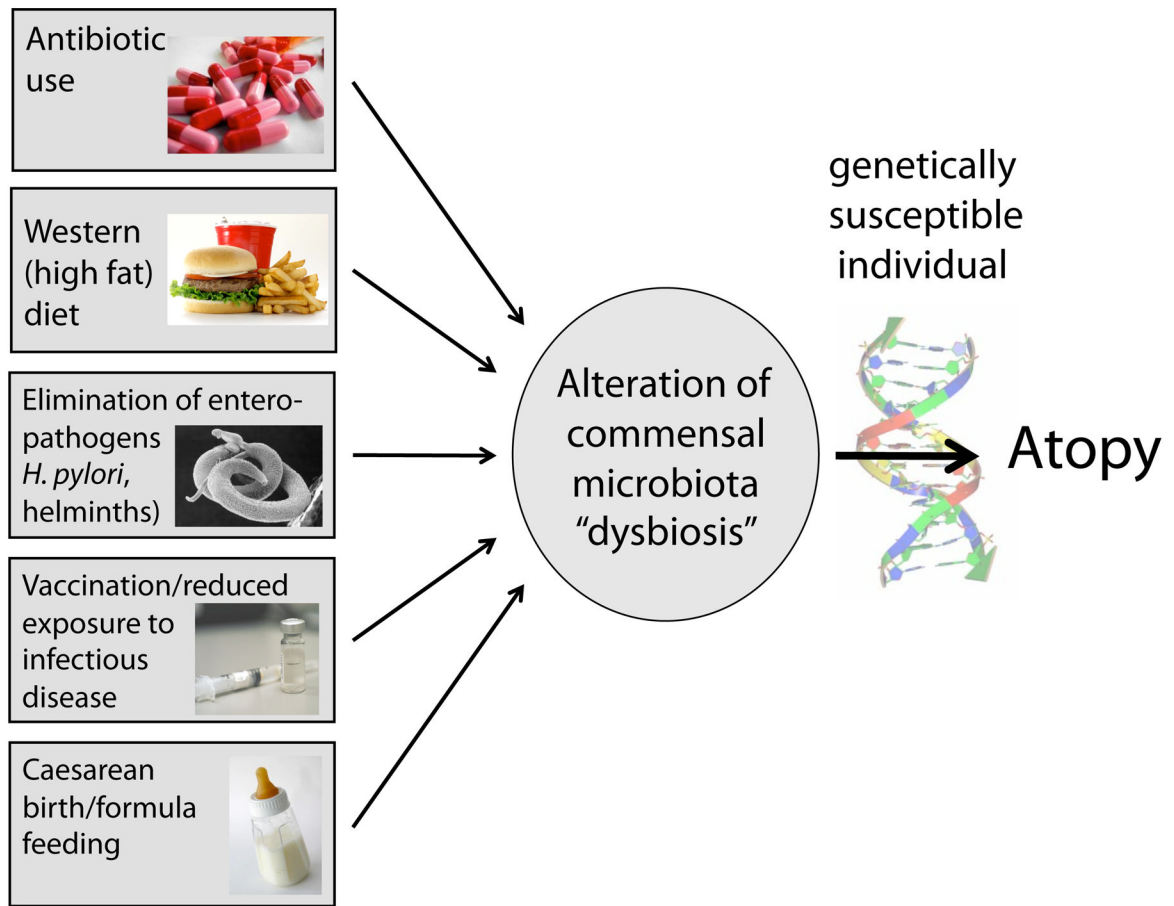 Antibiotic
use
Western
(high fat)
diet
Elimination of entero-
pathogens
H. pylori,
helminths)
Vaccination/reduced
exposure to
infectious
disease
Caesarean
birth/formula
feeding
Alteration of
commensal
microbiota
“dysbiosis”
genetically
susceptible
individual
Atopy